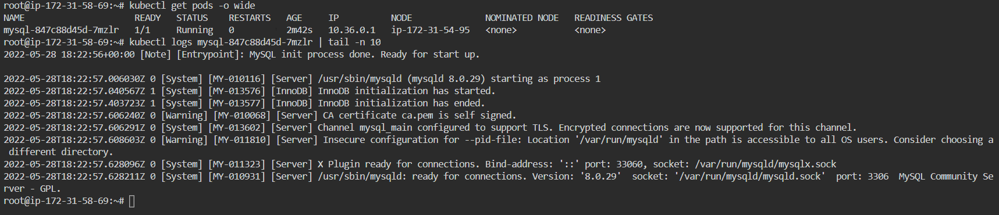 root@ip-172-31-58-69:~# kubectl get pods -o wide
NAME                     READY   STATUS    RESTARTS   AGE     IP          NODE              NOMINATED NODE   READINESS GATES
mysql-847c88d45d-7mzlr   1/1     Running   0          2m42s   10.36.0.1   ip-172-31-54-95   <none>           <none>
root@ip-172-31-58-69:~# kubectl logs mysql-847c88d45d-7mzlr | tail -n 10
2022-05-28 18:22:56+00:00 [Note] [Entrypoint]: MySQL init process done. Ready for start up.

2022-05-28T18:22:57.006030Z 0 [System] [MY-010116] [Server] /usr/sbin/mysqld (mysqld 8.0.29) starting as process 1
2022-05-28T18:22:57.040567Z 1 [System] [MY-013576] [InnoDB] InnoDB initialization has started.
2022-05-28T18:22:57.403723Z 1 [System] [MY-013577] [InnoDB] InnoDB initialization has ended.
2022-05-28T18:22:57.606240Z 0 [Warning] [MY-010068] [Server] CA certificate ca.pem is self signed.
2022-05-28T18:22:57.606291Z 0 [System] [MY-013602] [Server] Channel mysql_main configured to support TLS. Encrypted connections are now supported for this channel.
2022-05-28T18:22:57.608603Z 0 [Warning] [MY-011810] [Server] Insecure configuration for --pid-file: Location '/var/run/mysqld' in the path is accessible to all OS users. Consider choosing a
 different directory.
2022-05-28T18:22:57.628096Z 0 [System] [MY-011323] [Server] X Plugin ready for connections. Bind-address: '::' port: 33060, socket: /var/run/mysqld/mysqlx.sock
2022-05-28T18:22:57.628211Z 0 [System] [MY-010931] [Server] /usr/sbin/mysqld: ready for connections. Version: '8.0.29'  socket: '/var/run/mysqld/mysqld.sock'  port: 3306  MySQL Community Se
rver - GPL.
root@ip-172-31-58-69:~#